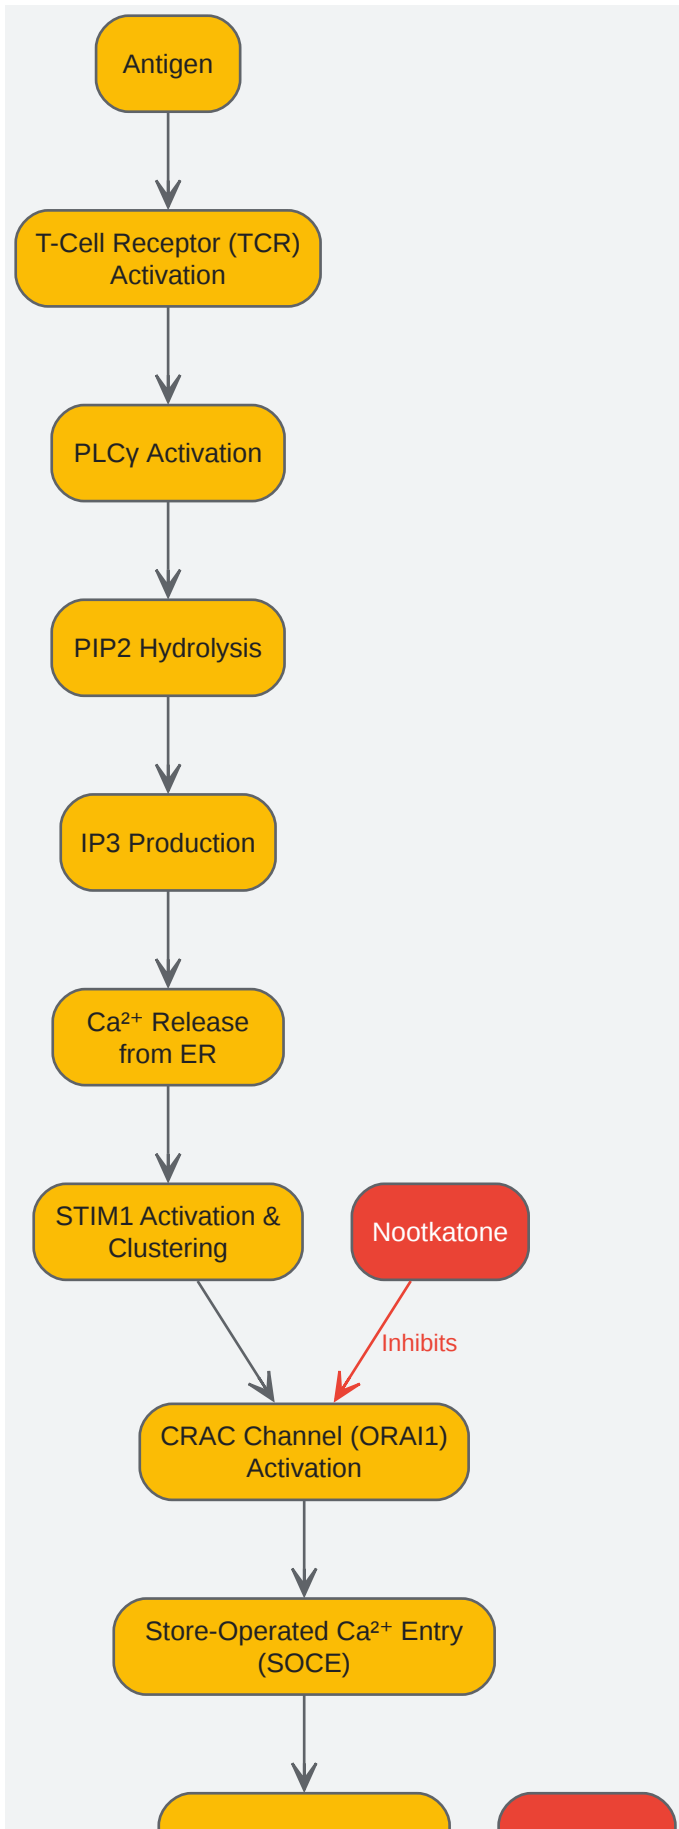 Antigen
T-Cell Receptor (TCR)
Activation
PLCγ Activation
PIP2 Hydrolysis
IP3 Production
Ca²⁺ Release
from ER
STIM1 Activation &
Clustering
Nootkatone
Inhibits
CRAC Channel (ORAI1)
Activation
Store-Operated Ca²⁺ Entry
(SOCE)